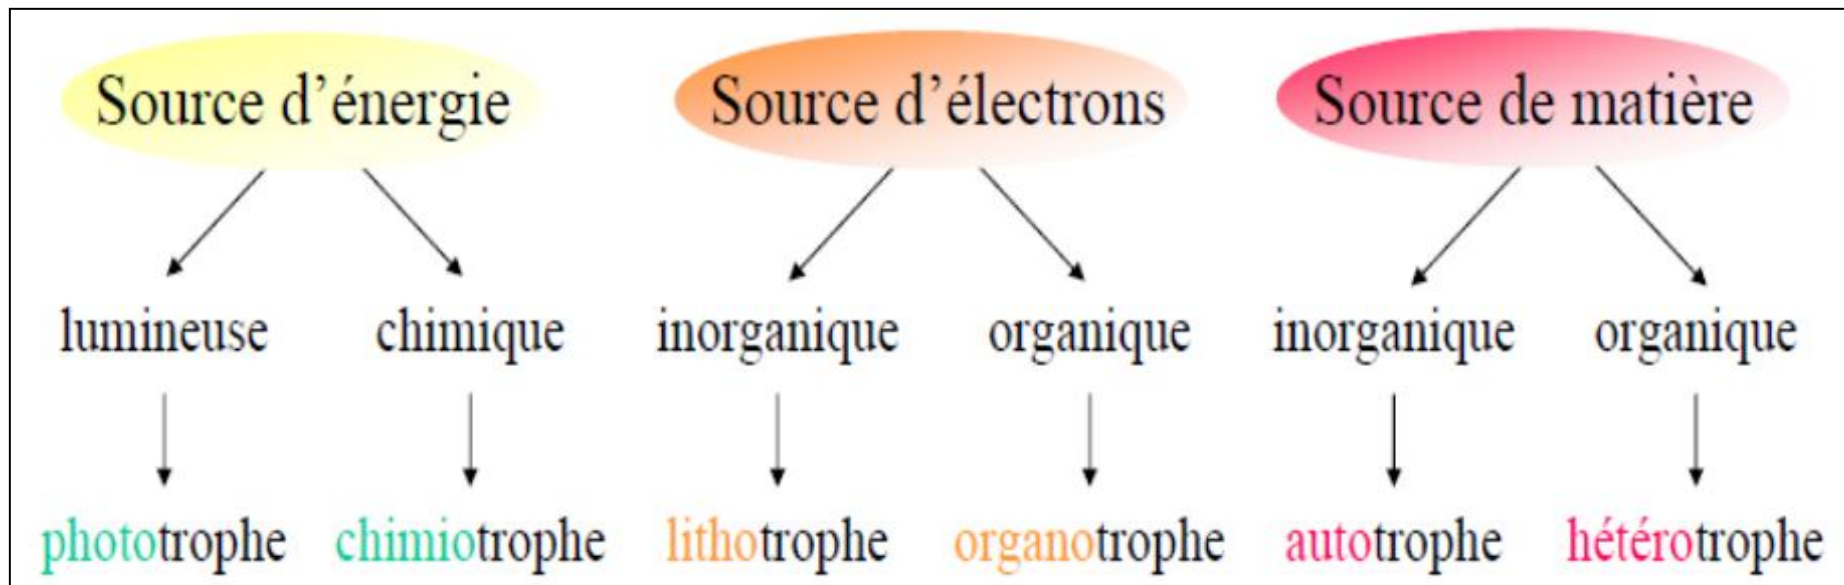 Source d’énergie
Source d’électrons
Source de matière
lumineuse
chimique
inorganique
organique
inorganique
organique
phototrophe
chimiotrophe
lithotrophe
organotrophe
autotrophe
hétérotrophe